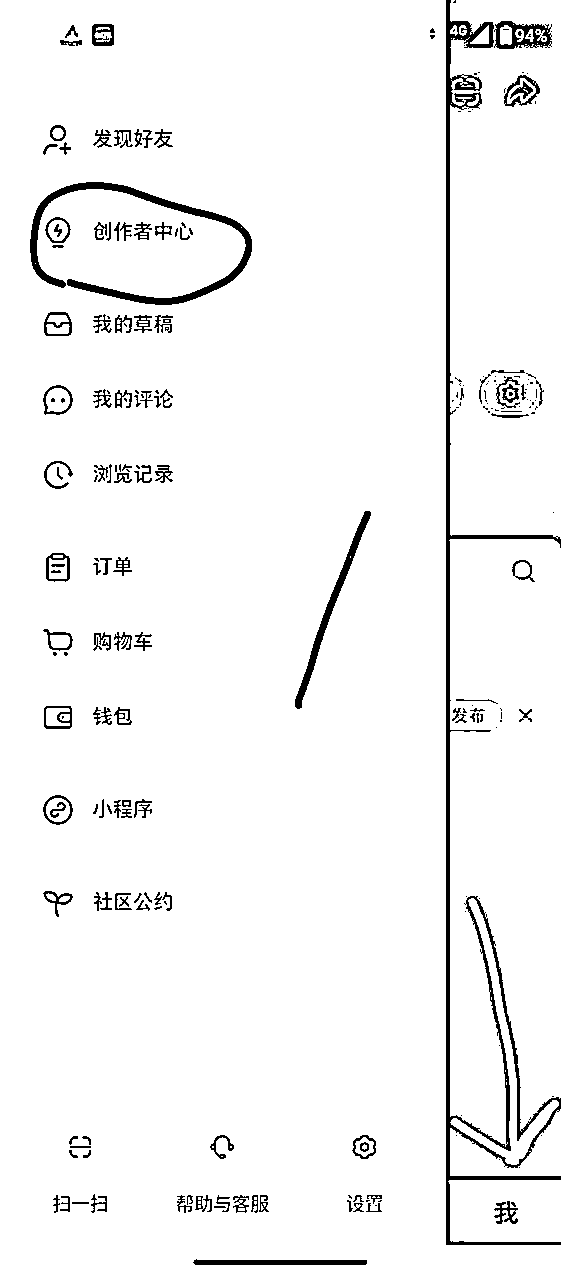 4G 94%
发现好友
创作者中心
我的草稿
我的评论
浏览记录
订单
购物车
钱包
发布
小程序
社区公约
扫一扫
帮助与客服
设置
我